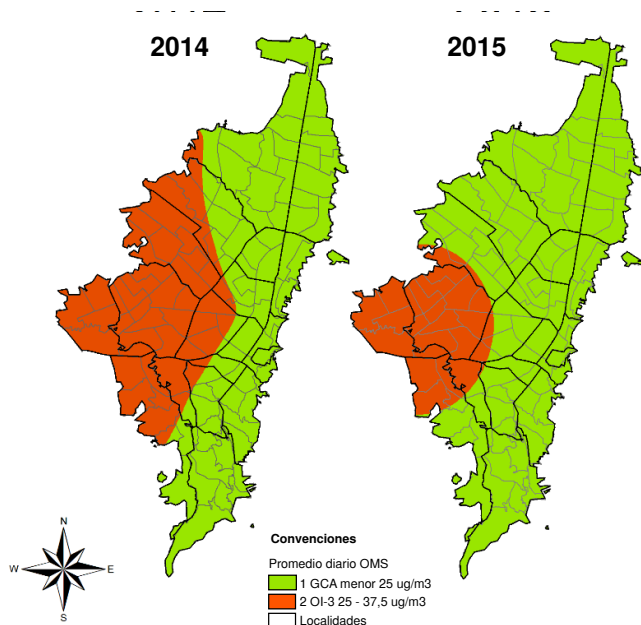 2014
2015
N
W
E
S
Convenciones
Promedio diario OMS
1 GCA menor 25 ug/m3
2 OI-3 25 - 37,5 ug/m3
Localidades